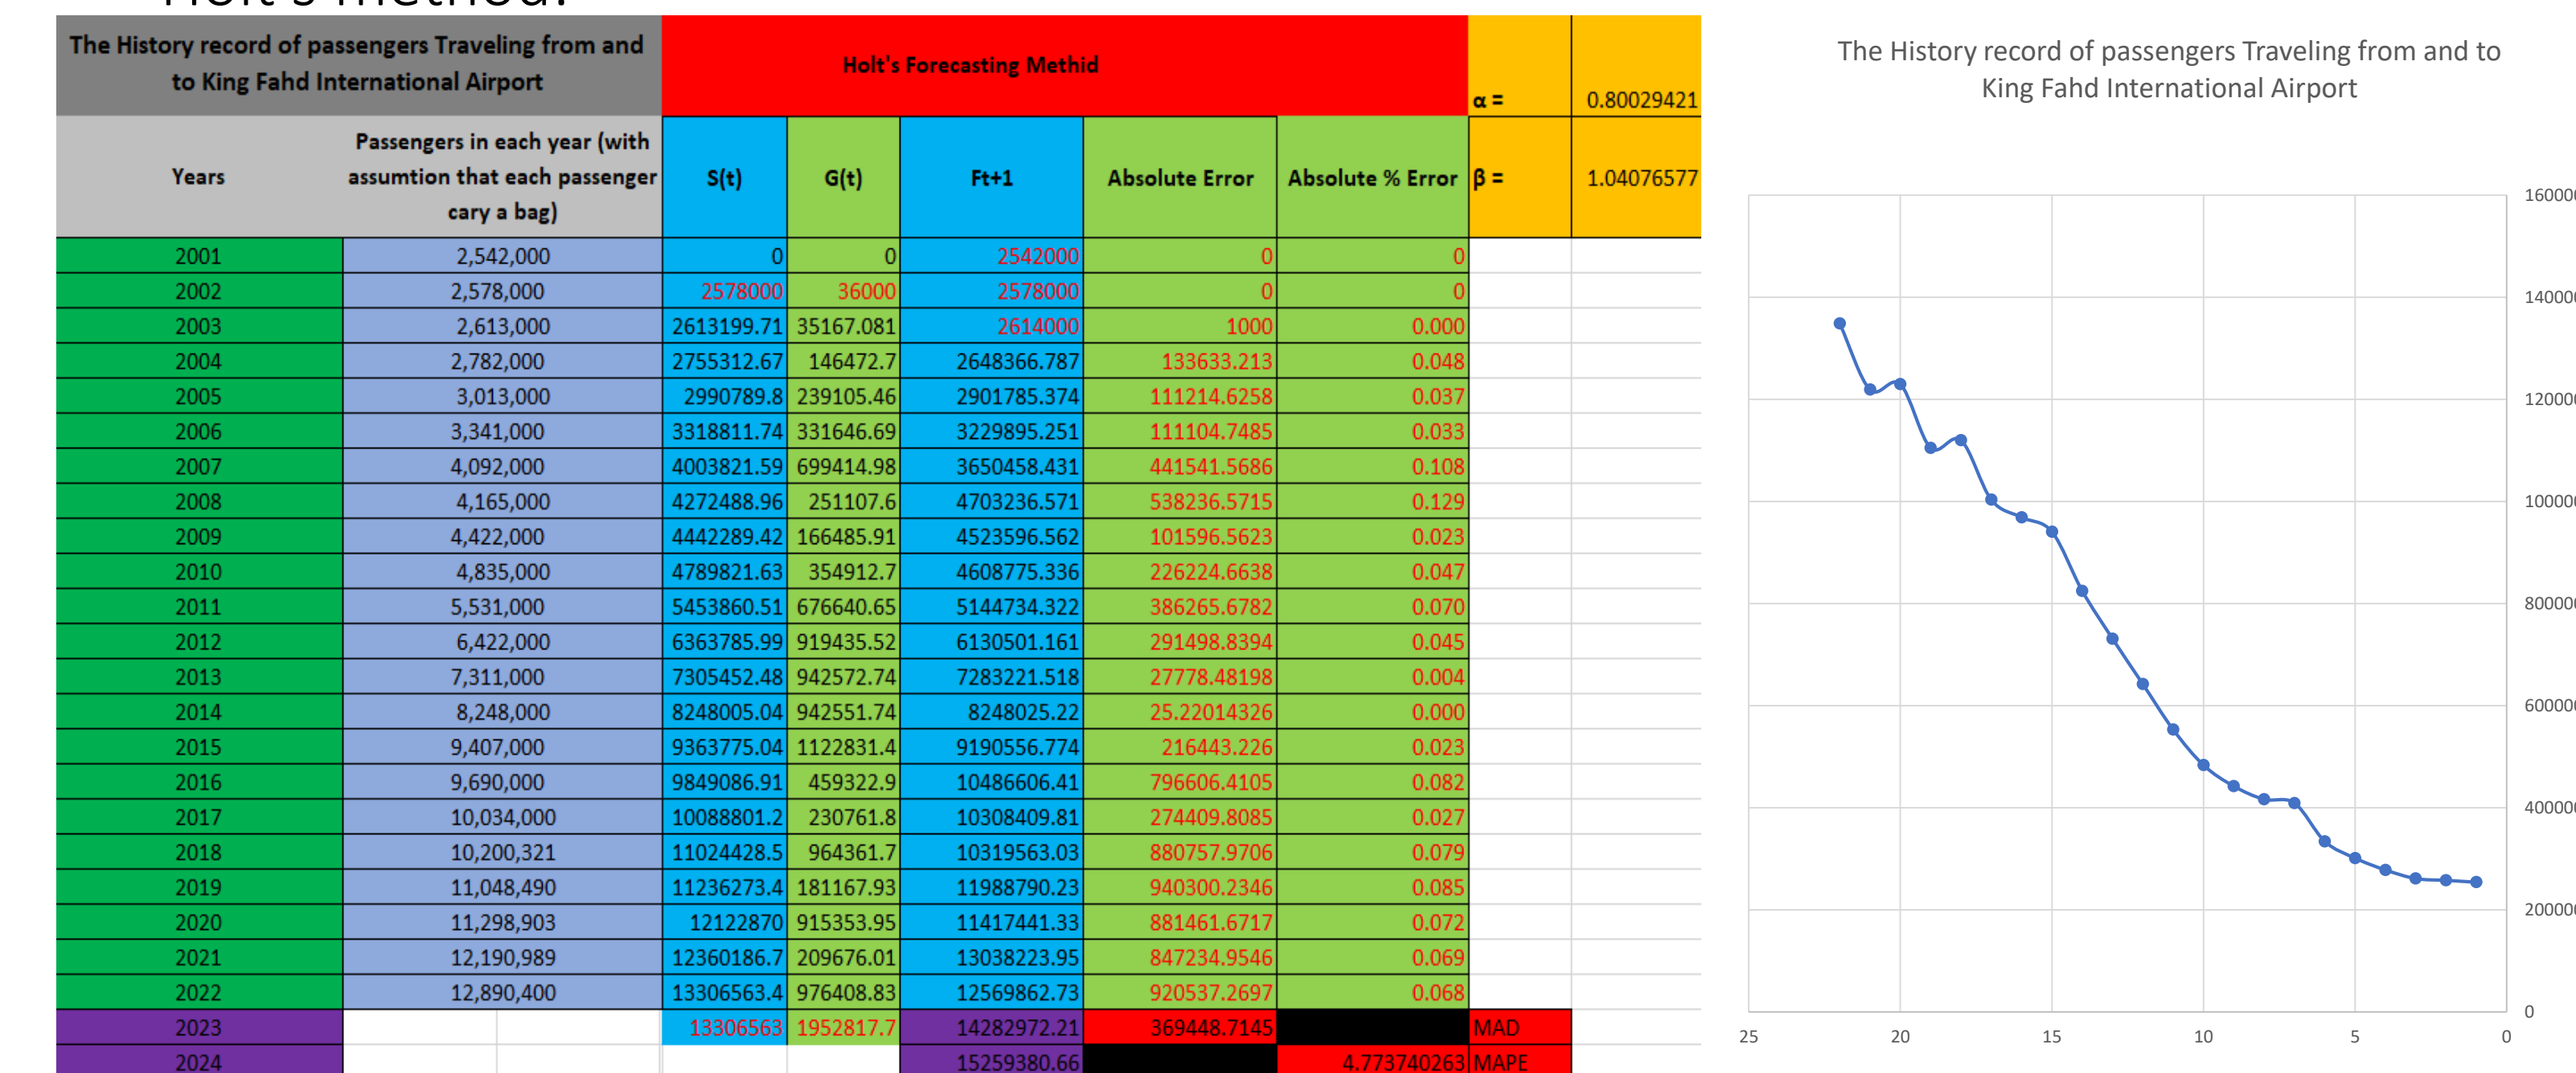 Holt's method:
The History record of passengers Traveling from and
to King Fahd International Airport
Holt's Forecasting Methid
α =
0.80029421
Years
Passengers in each year (with
assumtion that each passenger
cary a bag)
S(t)
G(t)
Ft+1
Absolute Error
Absolute % Error
β =
1.04076577
2001 2,542,000 0 0 2542000 0 0
2002 2,578,000 2578000 36000 2578000 0 0
2003 2,613,000 2613199.71 35167.081 2614000 1000 0.000
2004 2,782,000 2755312.67 146472.7 2648366.787 133633.213 0.048
2005 3,013,000 2990789.8 239105.46 2901785.374 111214.6258 0.037
2006 3,341,000 3318811.74 331646.69 3229895.251 111104.7485 0.033
2007 4,092,000 4003821.59 699414.98 3650458.431 441541.5686 0.108
2008 4,165,000 4272488.96 251107.6 4703236.571 538236.5715 0.129
2009 4,422,000 4442289.42 166485.91 4523596.562 101596.5623 0.023
2010 4,835,000 4789821.63 354912.7 4608775.336 226224.6638 0.047
2011 5,531,000 5453860.51 676640.65 5144734.322 386265.6782 0.070
2012 6,422,000 6363785.99 919435.52 6130501.161 291498.8394 0.045
2013 7,311,000 7305452.48 942572.74 7283221.518 27778.48198 0.004
2014 8,248,000 8248005.04 942551.74 8248025.22 25.22014326 0.000
2015 9,407,000 9363775.04 1122831.4 9190556.774 216443.226 0.023
2016 9,690,000 9849086.91 459322.9 10486606.41 796606.4105 0.082
2017 10,034,000 10088801.2 230761.8 10308409.81 274409.8085 0.027
2018 10,200,321 11024428.5 964361.7 10319563.03 880757.9706 0.079
2019 11,048,490 11236273.4 181167.93 11988790.23 940300.2346 0.085
2020 11,298,903 12122870 915353.95 11417441.33 881461.6717 0.072
2021 12,190,989 12360186.7 209676.01 13038223.95 847234.9546 0.069
2022 12,890,400 13306563.4 976408.83 12569862.73 920537.2697 0.068
2023 13306563 1952817.7 14282972.21 369448.7145 MAD
2024 15259380.66 4.773740263 MAPE
The History record of passengers Traveling from and to
King Fahd International Airport
160000
140000
120000
100000
800000
600000
400000
200000
0
25 20 15 10 5 0